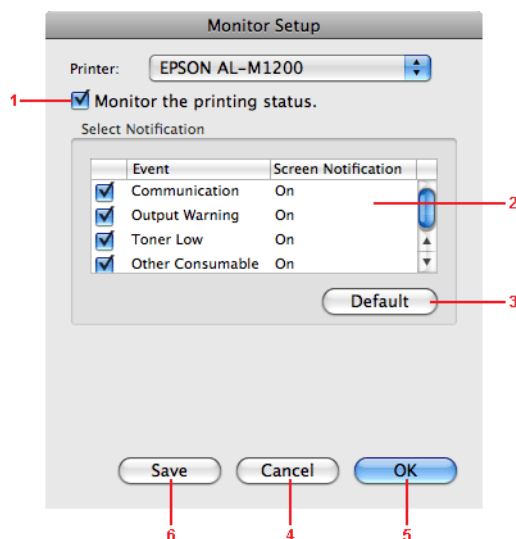 Monitor Setup
Printer: EPSON AL-M1200
1 Monitor the printing status.
Select Notification
Event Screen Notification
Communication On
2
Output Warning On
Toner Low On
Other Consumable On
Default 3
Save Cancel OK
6 4 5